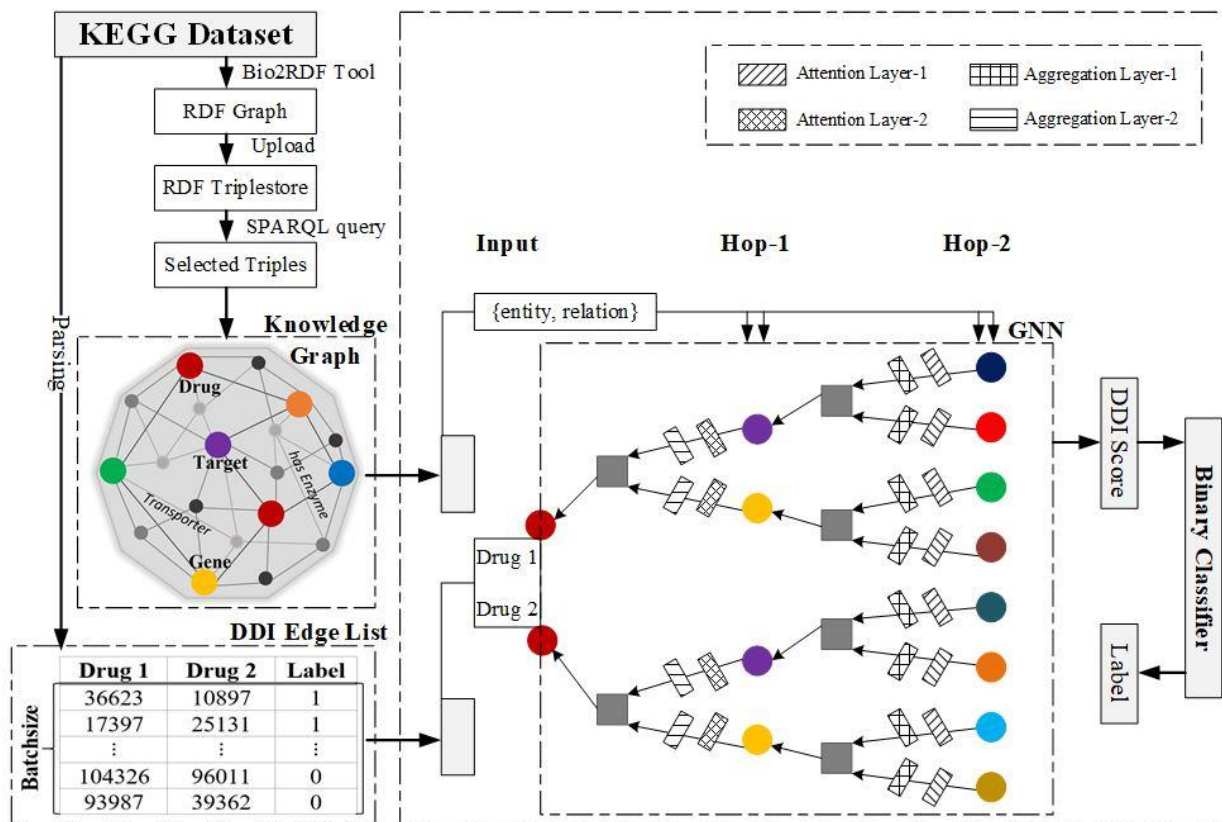 KEGG Dataset
Bio2RDF Tool
RDF Graph
Upload
RDF Triplestore
SPARQL query
Selected Triples
Parsing
Knowledge
Graph
Drug
Target
has Enzyme
Transporter
Gene
DDI Edge List
Batchsize
Drug 1 Drug 2 Label
36623 10897 1
17397 25131 1
⋮ ⋮ ⋮
104326 96011 0
93987 39362 0
Attention Layer-1
Aggregation Layer-1
Attention Layer-2
Aggregation Layer-2
Input
Hop-1
Hop-2
{entity, relation}
GNN
Drug 1
Drug 2
DDI Score
Binary Classifier
Label